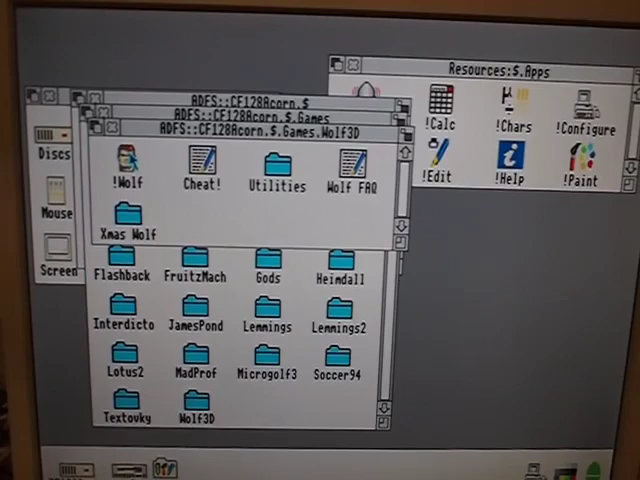 Resources:$.Apps
!Calc
!Chars
!Configure
!Edit
!Help
!Paint
ADFS::CF128Acorn.$
ADFS::CF128Acorn.$.Games
ADFS::CF128Acorn.$.Games.Wolf3D
Discs
Mouse
Screen
!Wolf
Cheat!
Utilities
Wolf FAQ
Xmas Wolf
Flashback
FruitzMach
Gods
Heimdall
Interdicto
JamesPond
Lemmings
Lemmings2
Lotus2
MadProf
Microgolf3
Soccer94
Textovky
Wolf3D